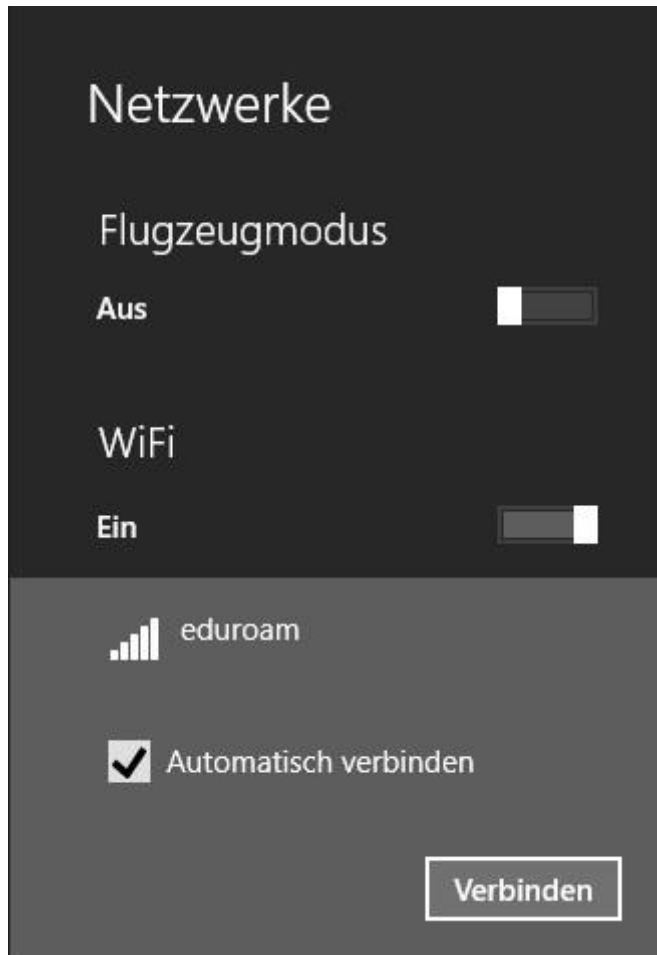 Netzwerke
Flugzeugmodus
Aus
WiFi
Ein
eduroam
Automatisch verbinden
Verbinden